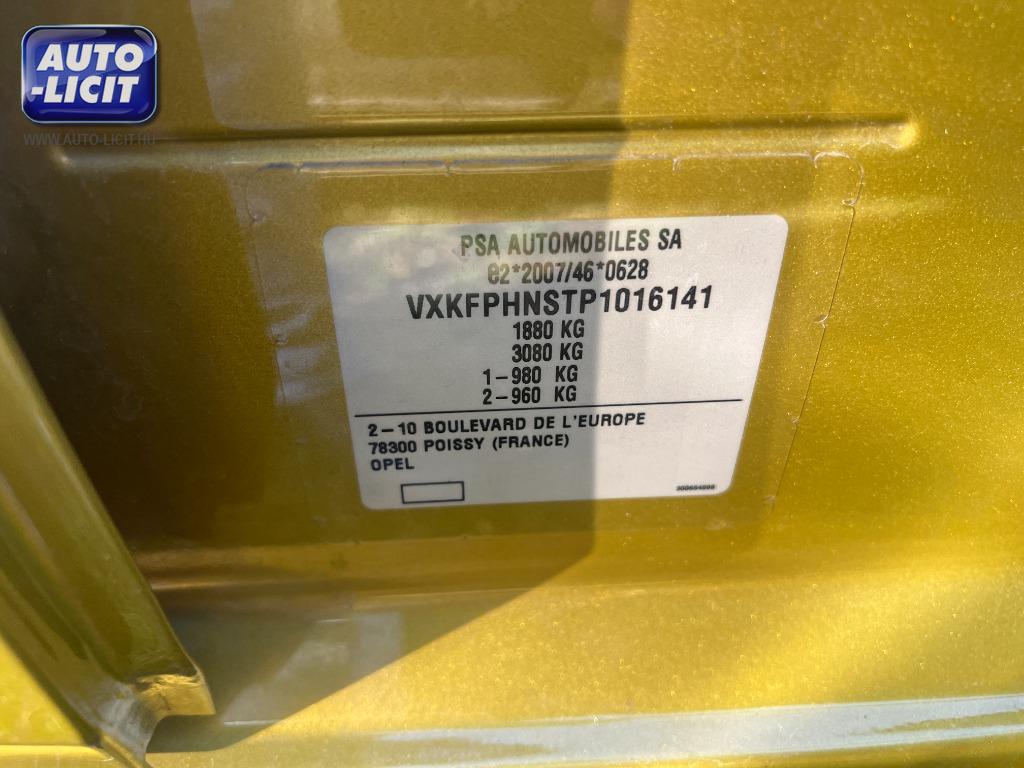 AUTO
-LICIT
WWW.AUTO-LICIT.HU
PSA AUTOMOBILES SA
e2*2007/46*0628
VXKFPHNSTP1016141
1880 KG
3080 KG
1-980 KG
2-960 KG
2-10 BOULEVARD DE L'EUROPE
78300 POISSY (FRANCE)
OPEL